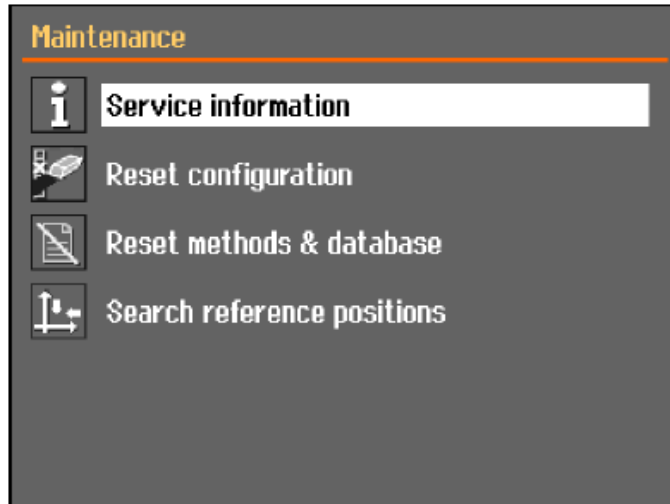 Maintenance
Service information
Reset configuration
Reset methods & database
Search reference positions